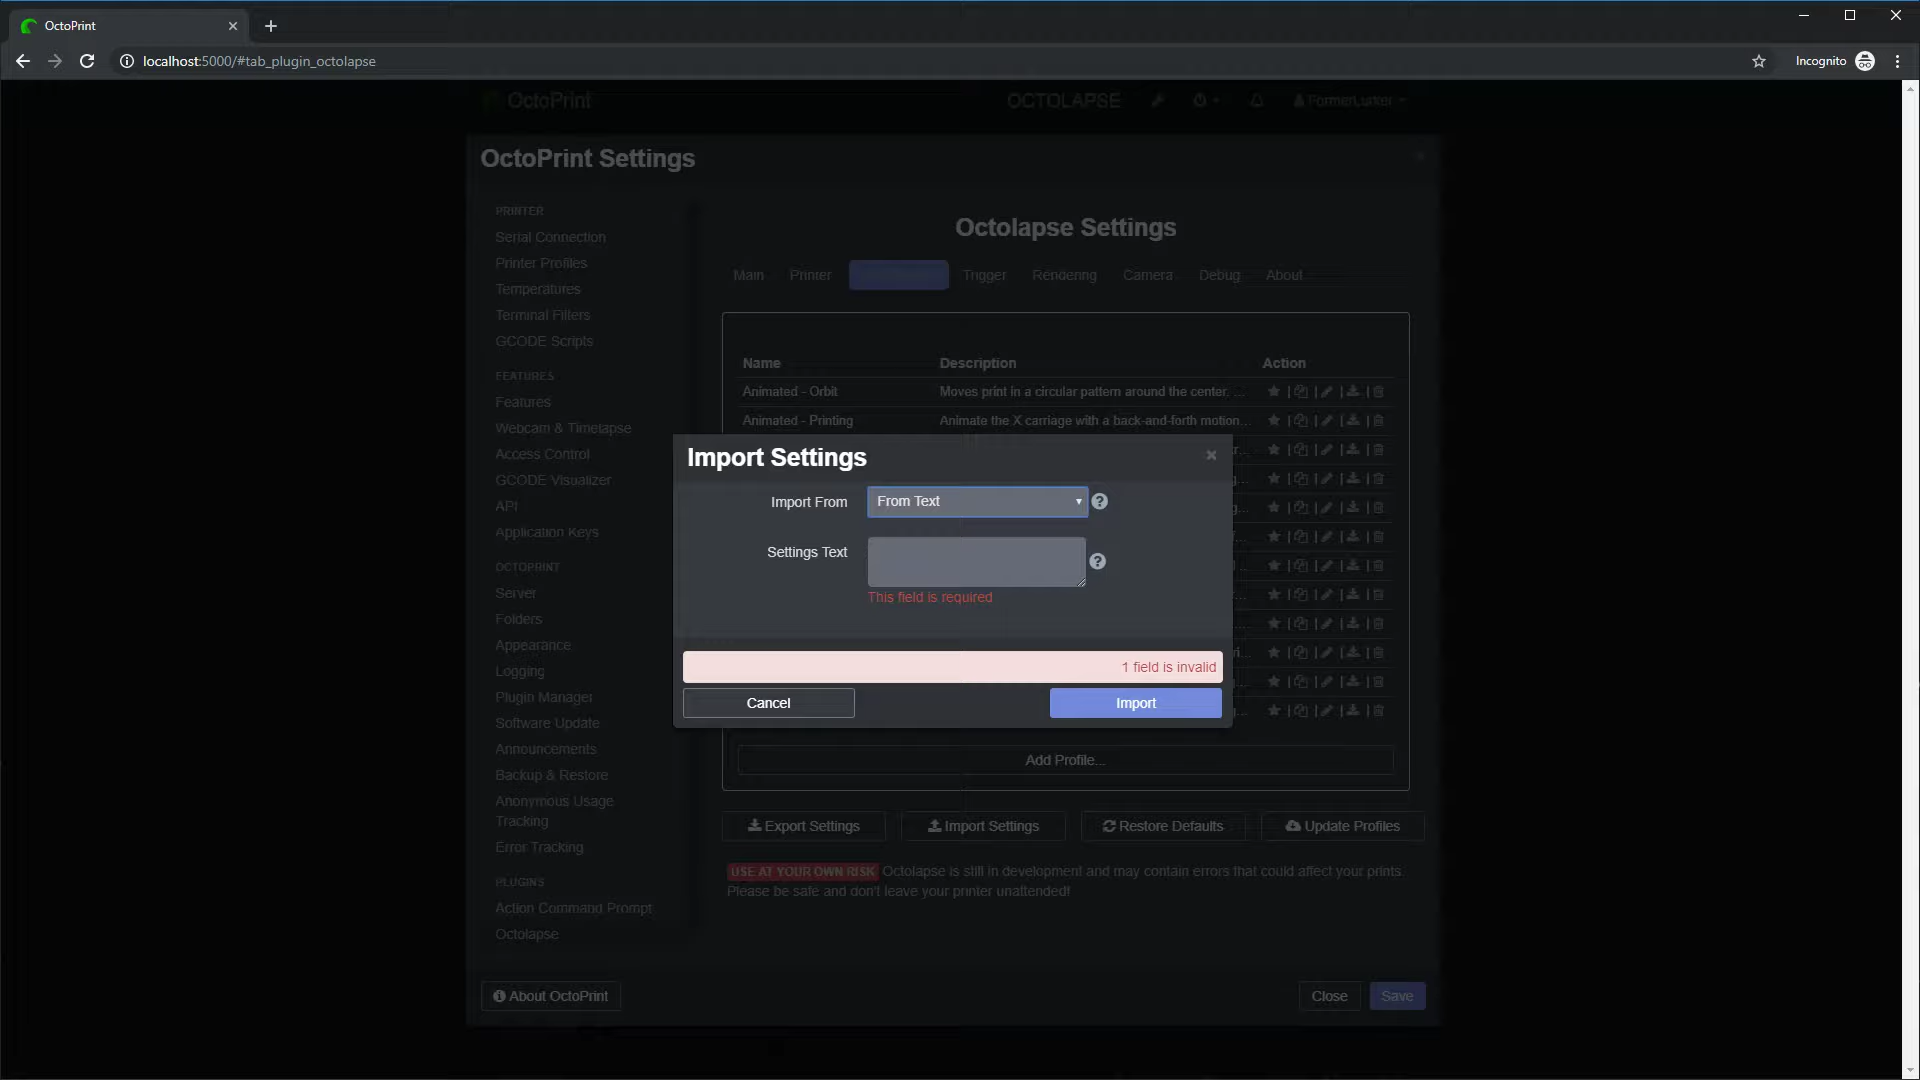 OctoPrint
localhost:5000/#tab_plugin_octolapse
Incognito
OctoPrint
OCTOLAPSE
FormerLurker
OctoPrint Settings
PRINTER
Serial Connection
Printer Profiles
Temperatures
Terminal Filters
GCODE Scripts
FEATURES
Features
Webcam & Timelapse
Access Control
GCODE Visualizer
API
Application Keys
OCTOPRINT
Server
Folders
Appearance
Logging
Plugin Manager
Software Update
Announcements
Backup & Restore
Anonymous Usage
Tracking
Error Tracking
PLUGINS
Action Command Prompt
Octolapse
Octolapse Settings
Main Printer Trigger Rendering Camera Debug About
Name Description Action
Animated - Orbit Moves print in a circular pattern around the center. ...
Animated - Printing Animate the X carriage with a back-and-forth motion...
Import Settings
Import From From Text
Settings Text
This field is required
1 field is invalid
Cancel Import
Add Profile...
Export Settings Import Settings Restore Defaults Update Profiles
USE AT YOUR OWN RISK Octolapse is still in development and may contain errors that could affect your prints.
Please be safe and don't leave your printer unattended!
About OctoPrint Close Save